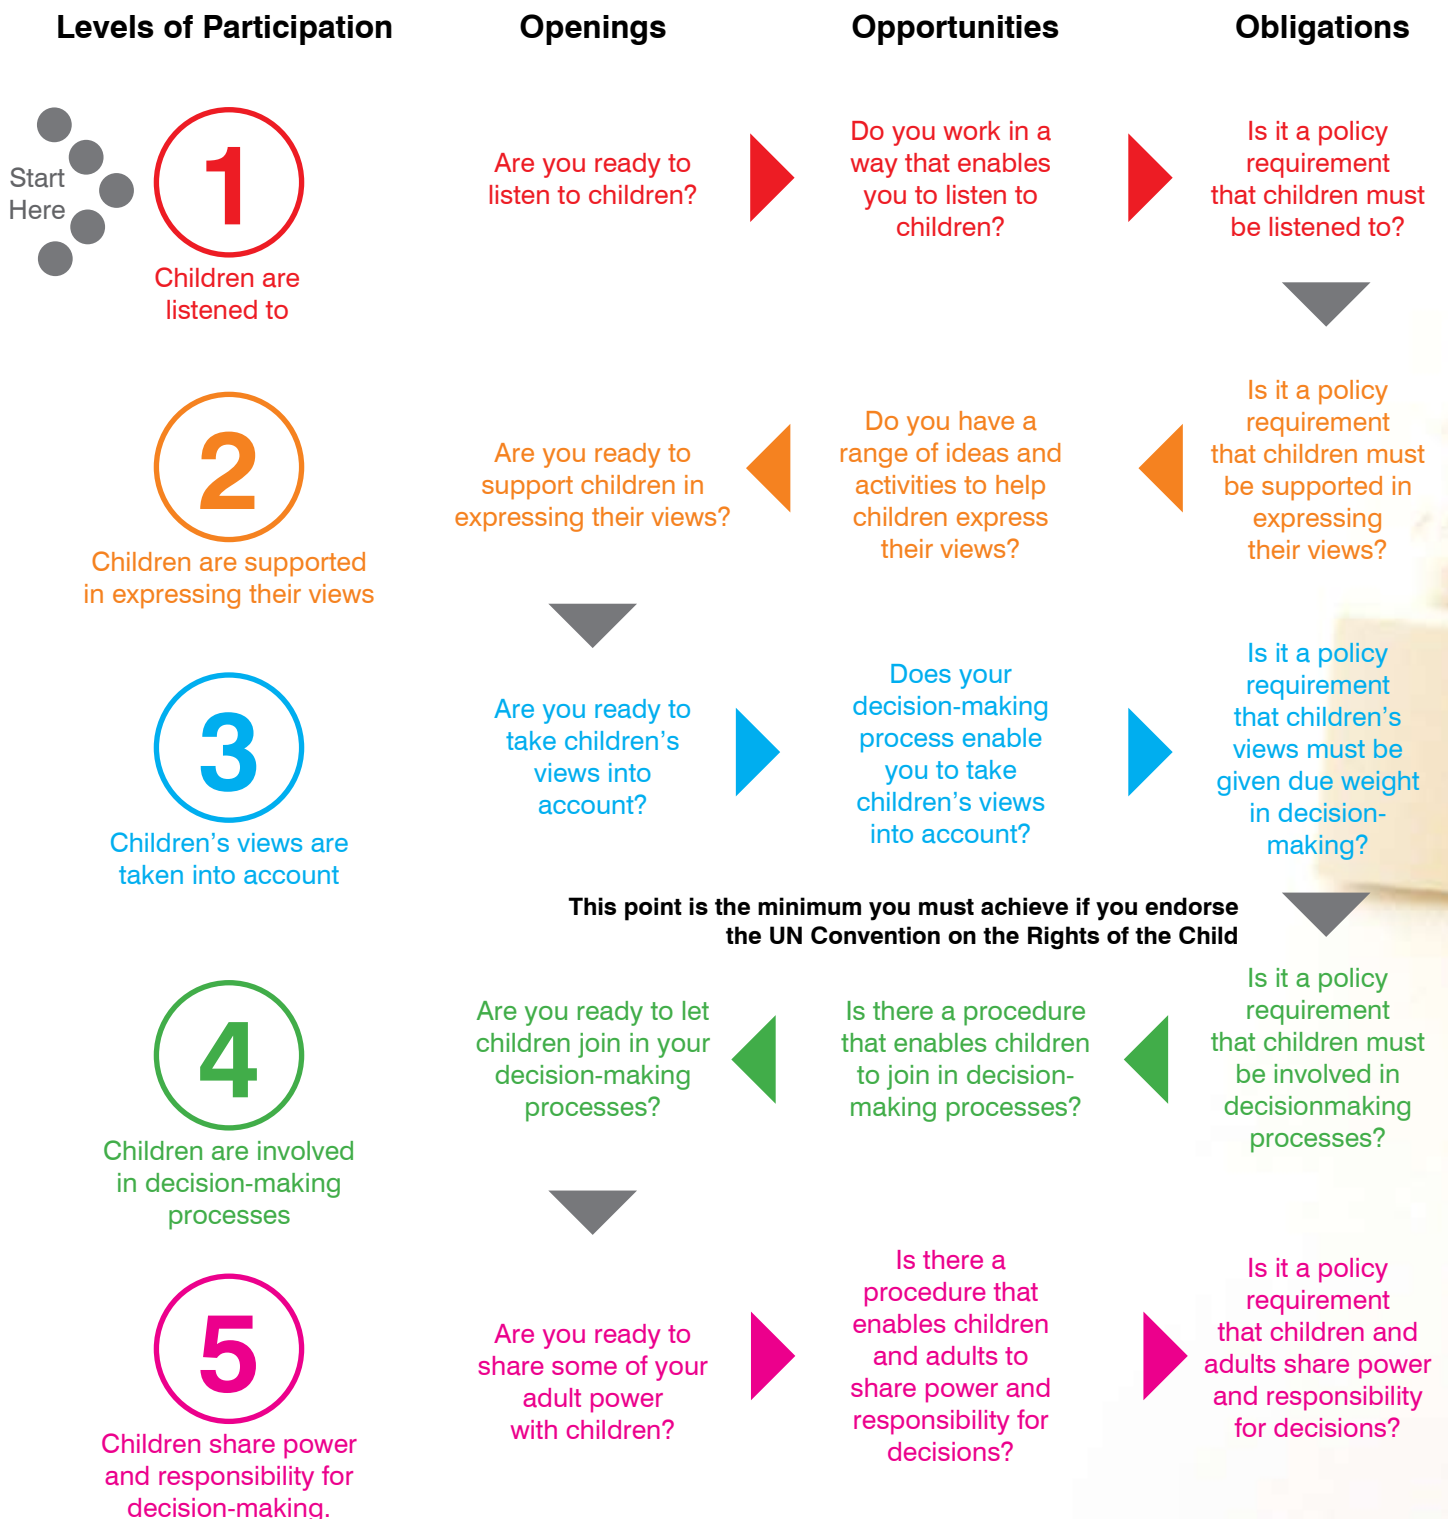 Levels of Participation
Openings
Opportunities
Obligations
Start
Here
1
Children are
listened to
Are you ready to
listen to children?
Do you work in a
way that enables
you to listen to
children?
Is it a policy
requirement
that children must
be listened to?
2
Children are supported
in expressing their views
Are you ready to
support children in
expressing their views?
Do you have a
range of ideas and
activities to help
children express
their views?
Is it a policy
requirement
that children must
be supported in
expressing
their views?
3
Children’s views are
taken into account
Are you ready to
take children’s
views into
account?
Does your
decision-making
process enable
you to take
children’s views
into account?
Is it a policy
requirement
that children’s
views must be
given due weight
in decision-
making?
This point is the minimum you must achieve if you endorse
the UN Convention on the Rights of the Child
4
Children are involved
in decision-making
processes
Are you ready to let
children join in your
decision-making
processes?
Is there a procedure
that enables children
to join in decision-
making processes?
Is it a policy
requirement
that children must
be involved in
decisionmaking
processes?
5
Children share power
and responsibility for
decision-making.
Are you ready to
share some of your
adult power
with children?
Is there a
procedure that
enables children
and adults to
share power and
responsibility for
decisions?
Is it a policy
requirement
that children and
adults share power
and responsibility
for decisions?